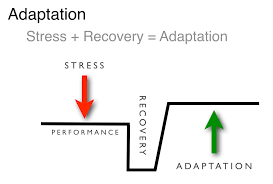 Adaptation
Stress + Recovery = Adaptation
STRESS
PERFORMANCE
RECOVERY
ADAPTATION